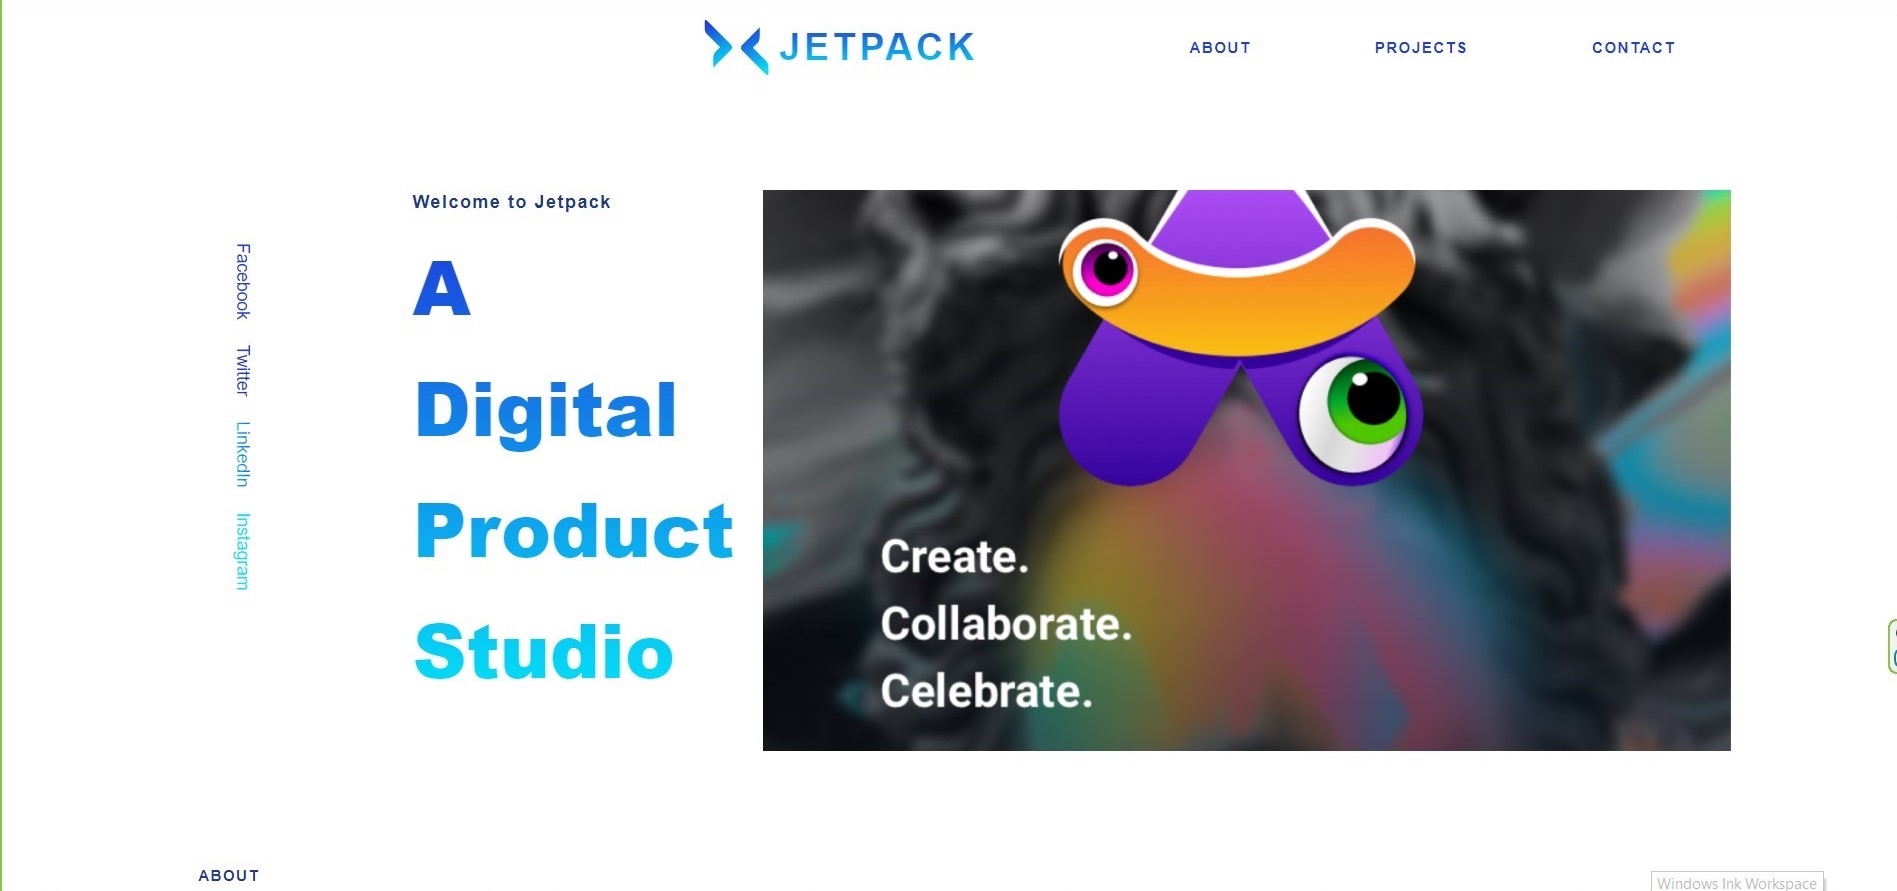 JETPACK
ABOUT
PROJECTS
CONTACT
Welcome to Jetpack
A
Digital
Product
Studio
Facebook
Twitter
LinkedIn
Instagram
Create.
Collaborate.
Celebrate.
ABOUT
Windows Ink Workspace